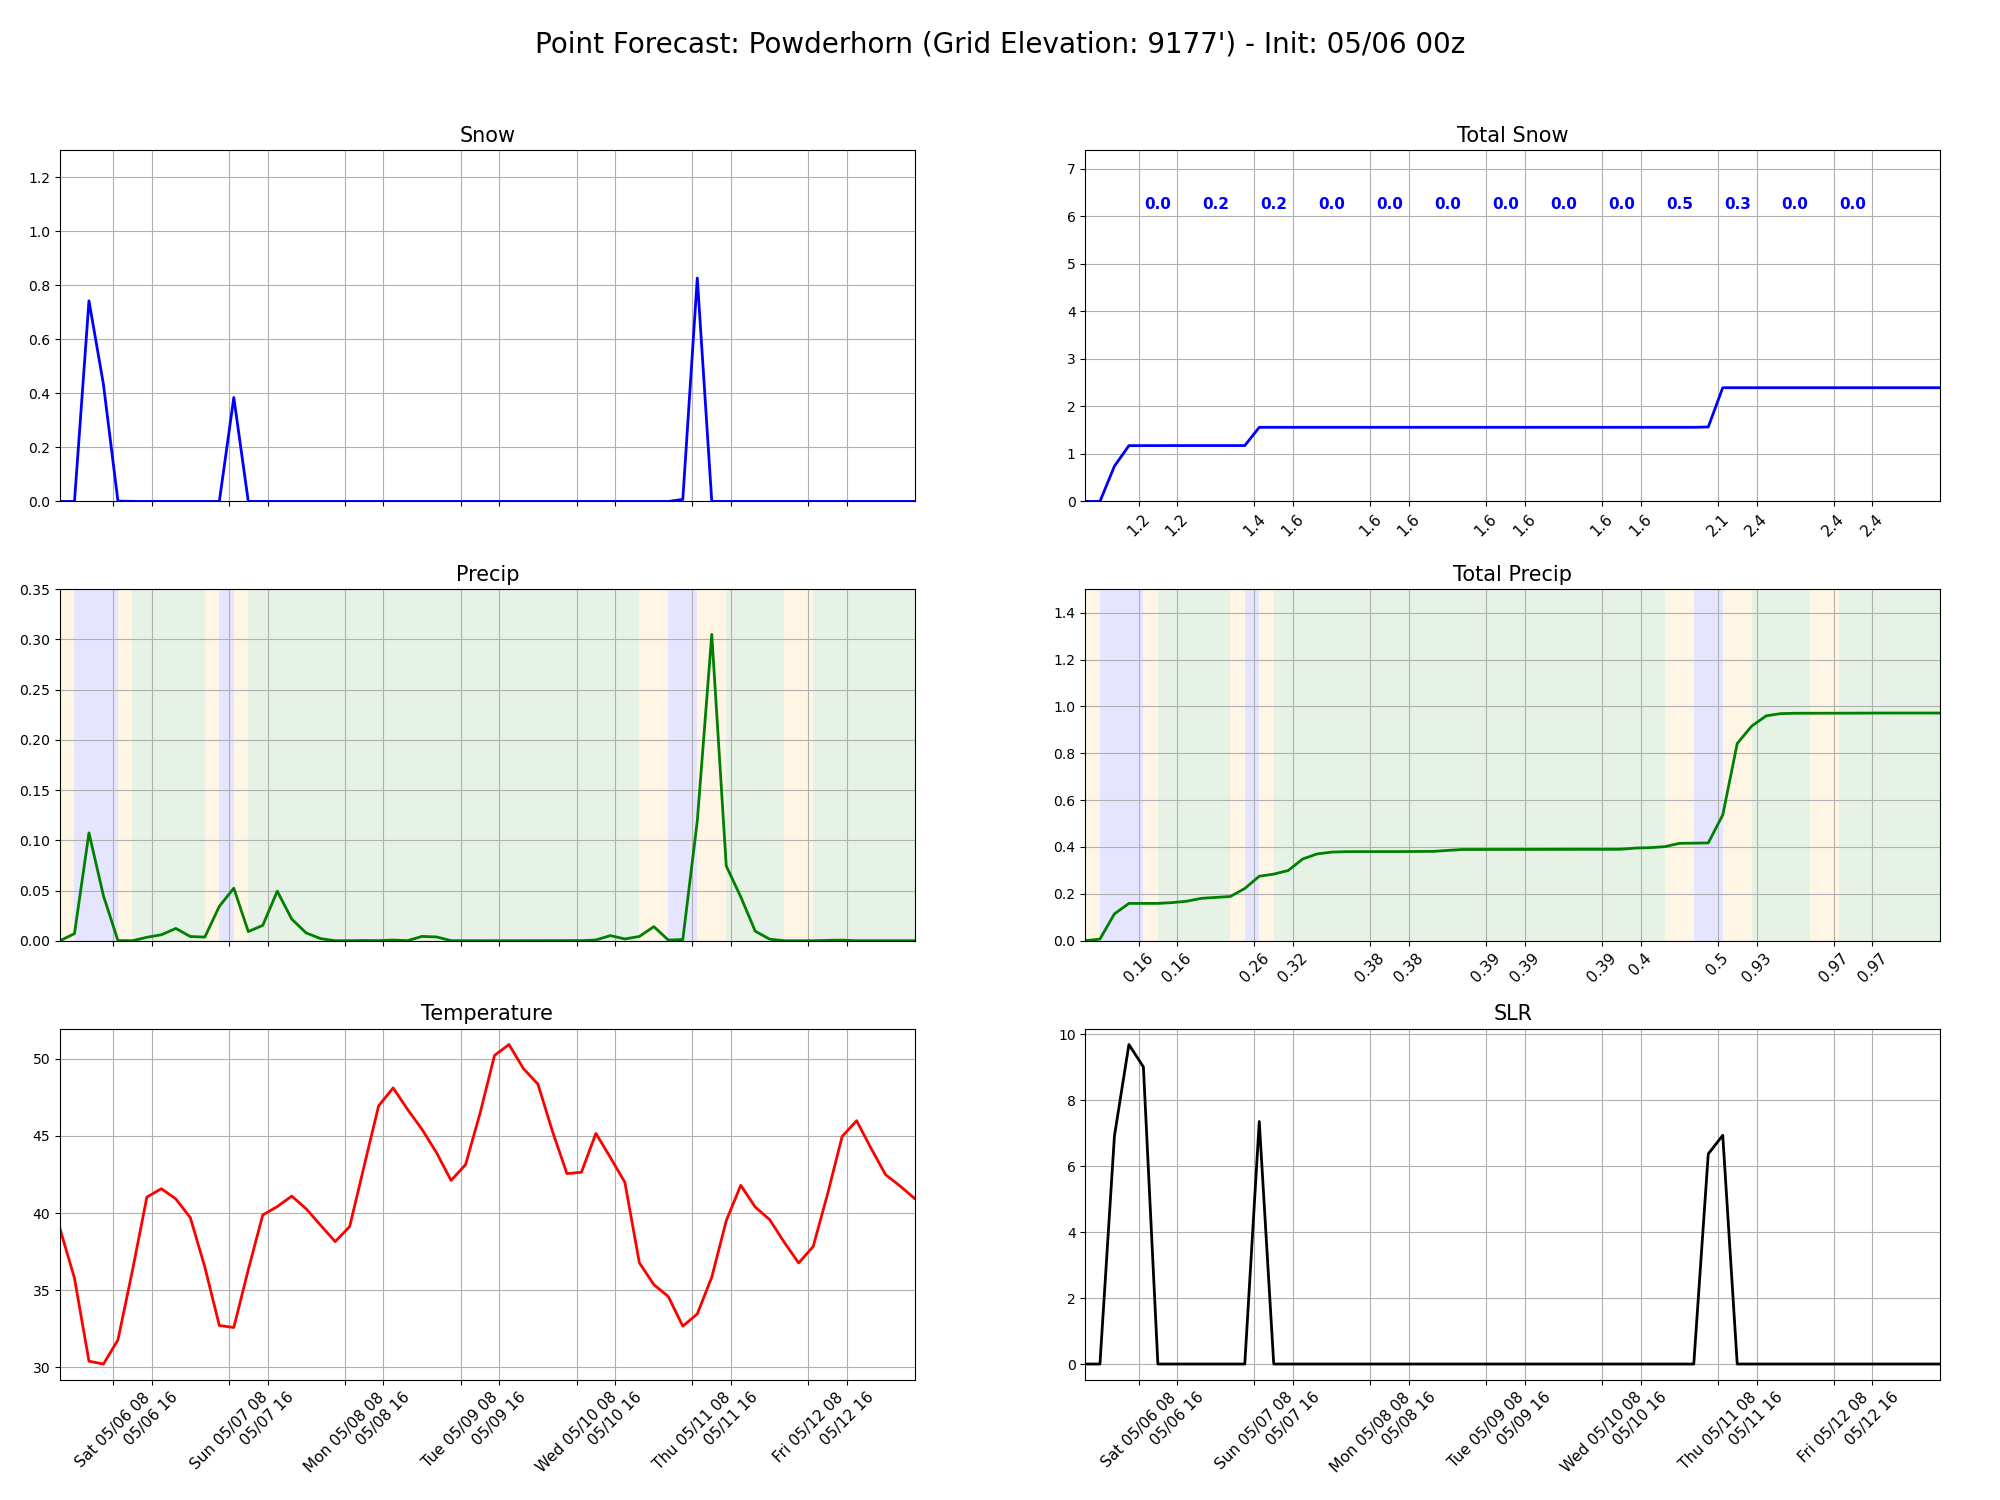 Point Forecast: Powderhorn (Grid Elevation: 9177') - Init: 05/06 00z
Snow
1.2
1.0
0.8
0.6
0.4
0.2
0.0
Total Snow
7
6
5
4
3
2
1
0
0.0 0.2 0.2 0.0 0.0 0.0 0.0 0.0 0.0 0.5 0.3 0.0 0.0
1.2 1.2 1.4 1.6 1.6 1.6 1.6 1.6 1.6 1.6 2.1 2.4 2.4 2.4
Precip
0.35
0.30
0.25
0.20
0.15
0.10
0.05
0.00
Total Precip
1.4
1.2
1.0
0.8
0.6
0.4
0.2
0.0
0.16 0.16 0.26 0.32 0.38 0.38 0.39 0.39 0.39 0.4 0.5 0.93 0.97 0.97
Temperature
50
45
40
35
30
Sat 05/06 08
05/06 16
Sun 05/07 08
05/07 16
Mon 05/08 08
05/08 16
Tue 05/09 08
05/09 16
Wed 05/10 08
05/10 16
Thu 05/11 08
05/11 16
Fri 05/12 08
05/12 16
SLR
10
8
6
4
2
0
Sat 05/06 08
05/06 16
Sun 05/07 08
05/07 16
Mon 05/08 08
05/08 16
Tue 05/09 08
05/09 16
Wed 05/10 08
05/10 16
Thu 05/11 08
05/11 16
Fri 05/12 08
05/12 16